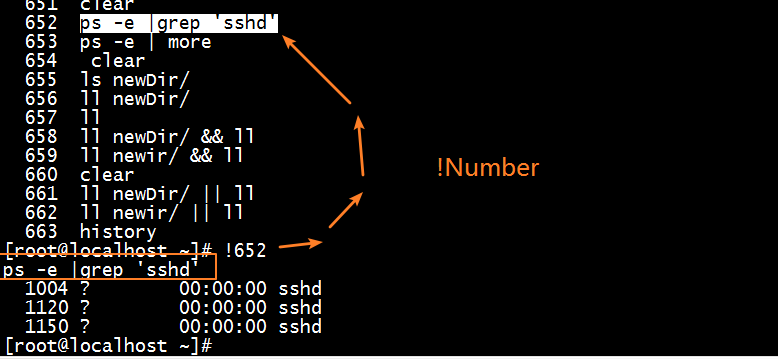 651  clear
652  ps -e |grep 'sshd'
653  ps -e | more
654   clear
655  ls newDir/
656  ll newDir/
657  ll
658  ll newDir/ && ll
659  ll newir/ && ll
660  clear
661  ll newDir/ || ll
662  ll newir/ || ll
663  history
[root@localhost ~]# !652
ps -e |grep 'sshd'
1004 ?        00:00:00 sshd
1120 ?        00:00:00 sshd
1150 ?        00:00:00 sshd
[root@localhost ~]#
!Number